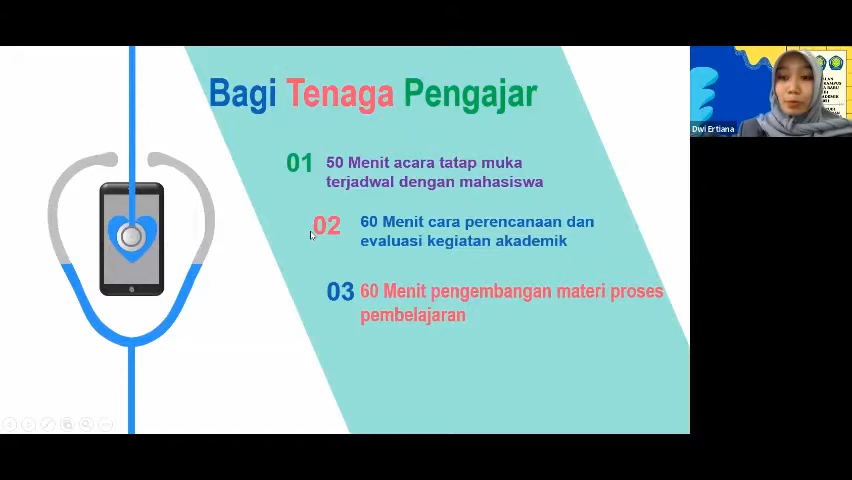 Bagi Tenaga Pengajar
01 50 Menit acara tatap muka
terjadwal dengan mahasiswa
02 60 Menit cara perencanaan dan
evaluasi kegiatan akademik
03 60 Menit pengembangan materi proses
pembelajaran
Dwi Ertiana